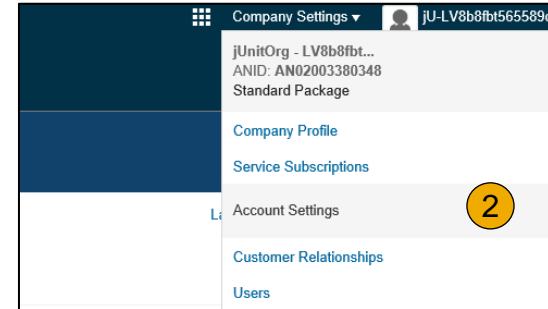 Company Settings ▾ jU-LV8b8fbt565589
jUnitOrg - LV8b8fbt...
ANID: AN02003380348
Standard Package
Company Profile
Service Subscriptions
La
Account Settings 2
Customer Relationships
Users